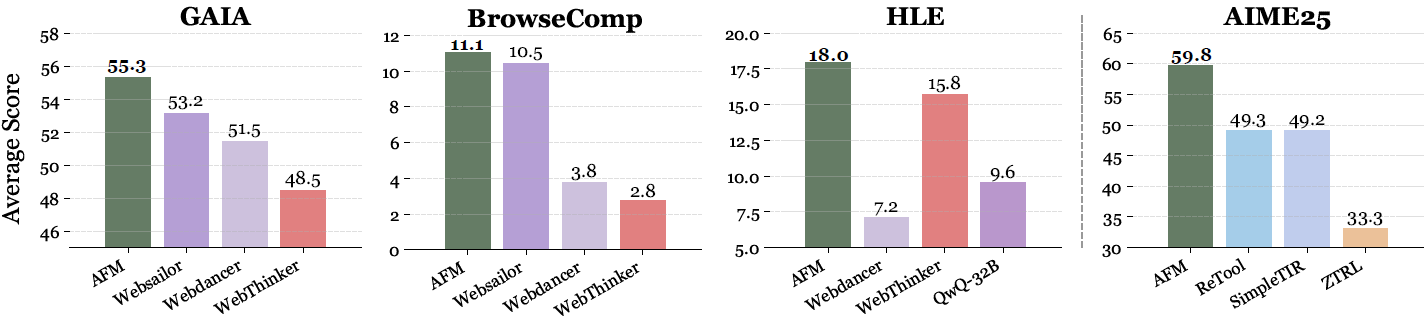 GAIA
BrowseComp
HLE
AIME25
Average Score
58
56
54
52
50
48
46
55.3
53.2
51.5
48.5
AFM
Websailor
Webdancer
WebThinker
12
10
8
6
4
2
0
11.1
10.5
3.8
2.8
AFM
Websailor
Webdancer
WebThinker
20.0
17.5
15.0
12.5
10.0
7.5
5.0
18.0
7.2
15.8
9.6
AFM
Webdancer
WebThinker
QwQ-32B
65
60
55
50
45
40
35
30
59.8
49.3
49.2
33.3
AFM
ReTool
SimpleTIR
ZTRL